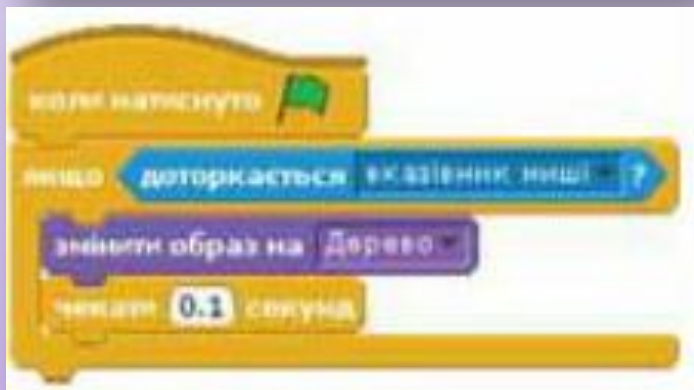 коли натиснуто
якщо доторкається вказівник миші ?
змінити образ на Дерево
чекати 0.1 секунд